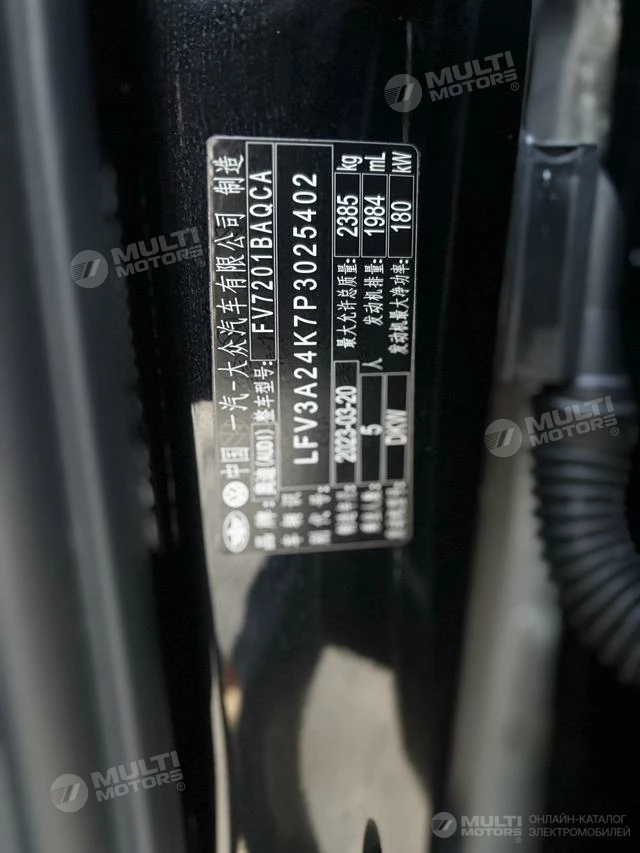 中国 一汽-大众汽车有限公司 制造
品牌:奥迪(AUDI) 整车型号: FV7201BAQCA
车辆识别代号: LFV3A24K7P3025402
制造年月: 2023-03-20 最大允许总质量: 2385 kg
乘坐人数: 5 人 发动机排量: 1984 mL
发动机型号: DKW 发动机最大净功率: 180 kW
MULTI MOTORS
MULTI MOTORS
MULTI MOTORS
MULTI MOTORS
MULTI MOTORS
ОНЛАЙН-КАТАЛОГ
ЭЛЕКТРОМОБИЛЕЙ